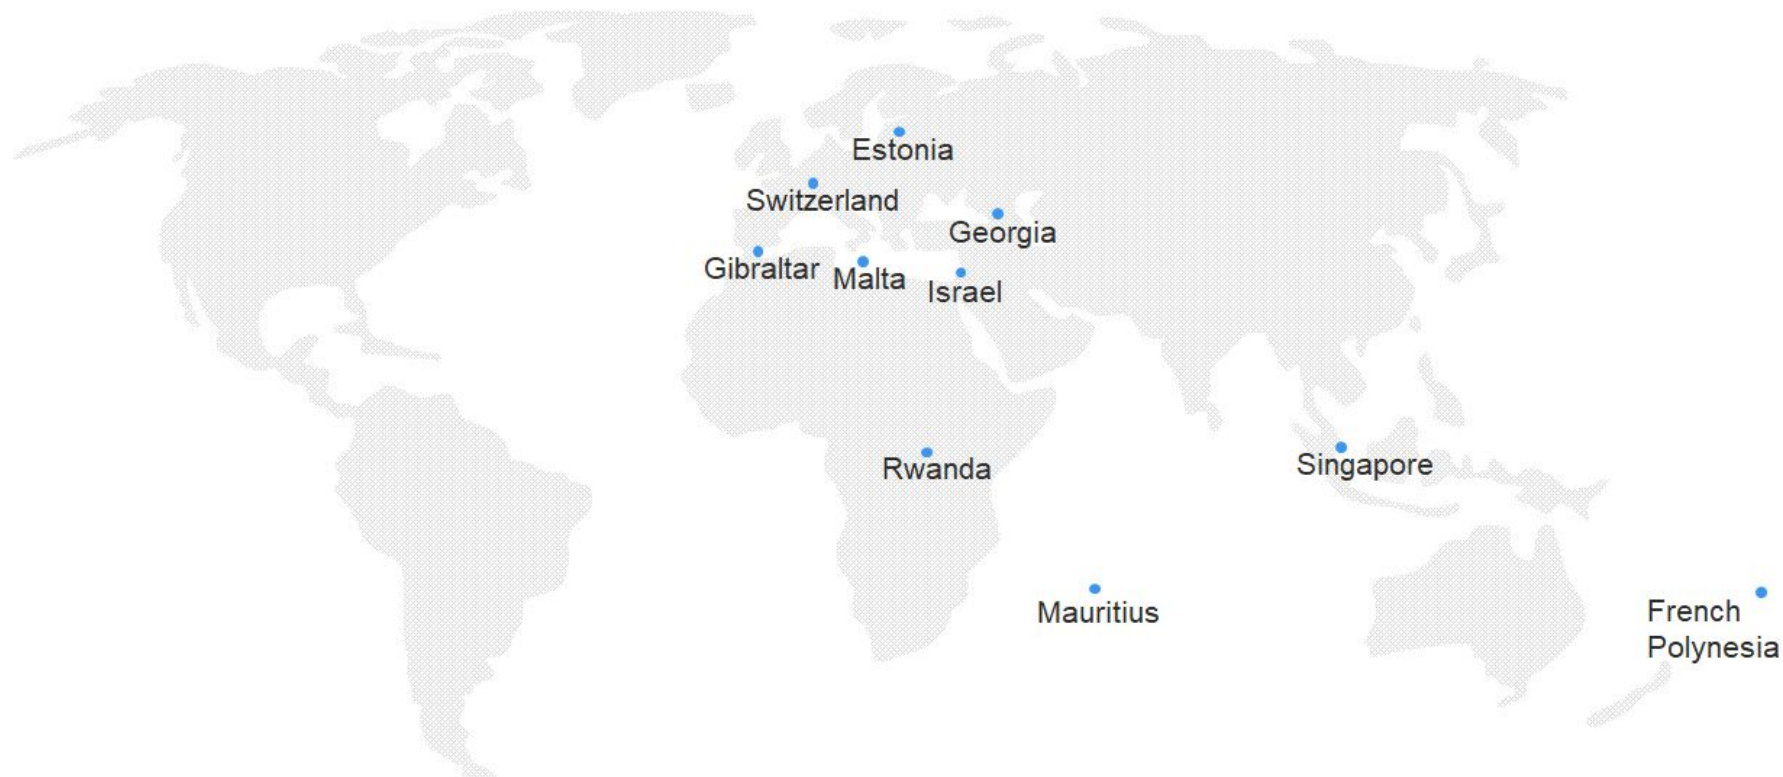 Estonia
Switzerland
Georgia
Gibraltar
Malta
Israel
Rwanda
Singapore
Mauritius
French
Polynesia